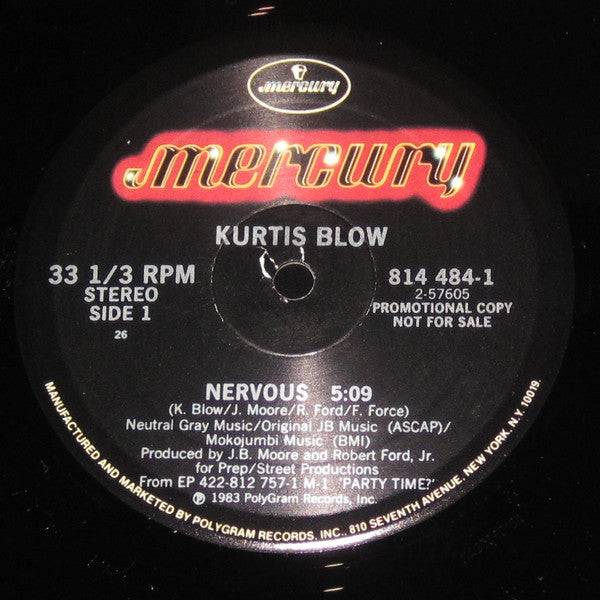 mercury
mercury
KURTIS BLOW
33 1/3 RPM
STEREO
SIDE 1
26
814 484-1
2-57605
PROMOTIONAL COPY
NOT FOR SALE
NERVOUS 5:09
(K. Blow/J. Moore/R. Ford/F. Force)
Neutral Gray Music/Original JB Music (ASCAP)/
Mokojumbi Music (BMI)
Produced by J.B. Moore and Robert Ford, Jr.
for Prep/Street Productions
From EP 422-812 757-1 M-1 'PARTY TIME?'
℗ 1983 PolyGram Records, Inc.
MANUFACTURED AND MARKETED BY POLYGRAM RECORDS, INC., 810 SEVENTH AVENUE, NEW YORK, N.Y. 10019.